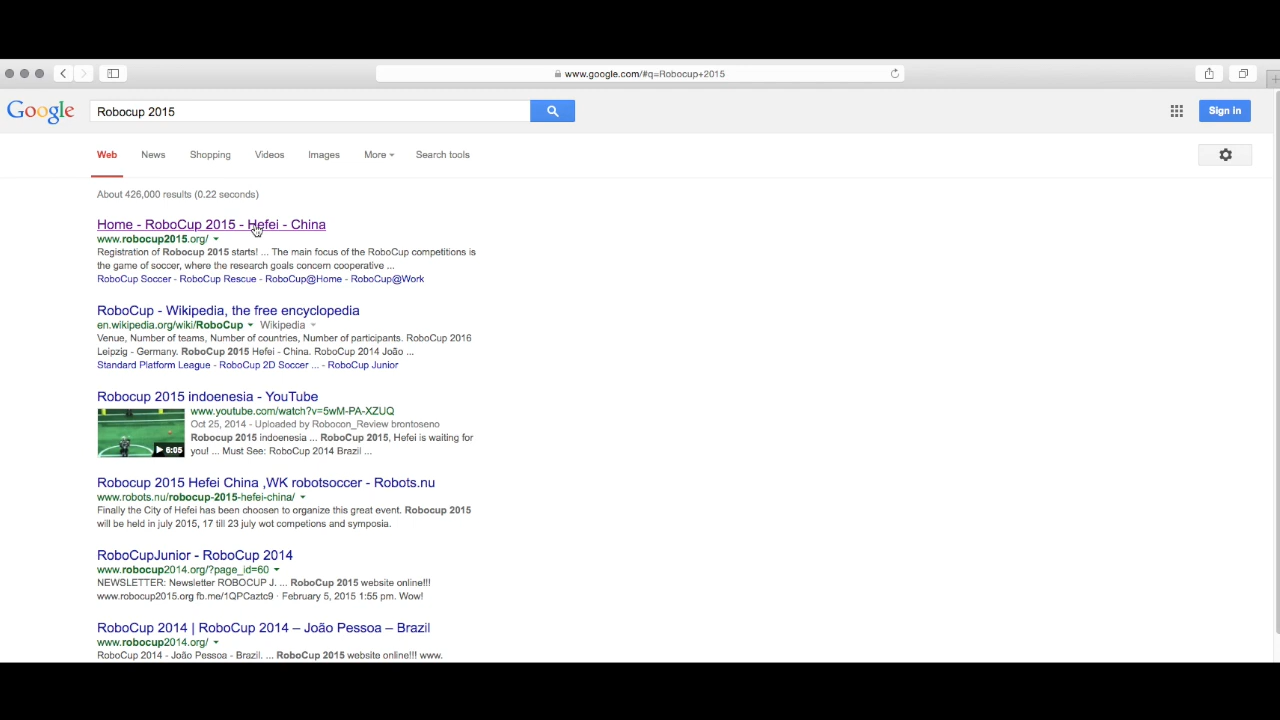 www.google.com/#q=Robocup+2015
Google
Robocup 2015
Sign in
Web News Shopping Videos Images More Search tools
About 426,000 results (0.22 seconds)
Home - RoboCup 2015 - Hefei - China
www.robocup2015.org/
Registration of Robocup 2015 starts! ... The main focus of the RoboCup competitions is
the game of soccer, where the research goals concern cooperative ...
RoboCup Soccer - RoboCup Rescue - RoboCup@Home - RoboCup@Work
RoboCup - Wikipedia, the free encyclopedia
en.wikipedia.org/wiki/RoboCup Wikipedia
Venue, Number of teams, Number of countries, Number of participants. RoboCup 2016
Leipzig - Germany. RoboCup 2015 Hefei - China. RoboCup 2014 João ...
Standard Platform League - RoboCup 2D Soccer ... - RoboCup Junior
Robocup 2015 indoenesia - YouTube
www.youtube.com/watch?v=5wM-PA-XZUQ
Oct 25, 2014 - Uploaded by Robocon_Review brontoseno
Robocup 2015 indoenesia ... RoboCup 2015, Hefei is waiting for
6:05
you! ... Must See: RoboCup 2014 Brazil ...
Robocup 2015 Hefei China ,WK robotsoccer - Robots.nu
www.robots.nu/robocup-2015-hefei-china/
Finally the City of Hefei has been choosen to organize this great event. Robocup 2015
will be held in july 2015, 17 till 23 july wot competions and symposia.
RoboCupJunior - RoboCup 2014
www.robocup2014.org/?page_id=60
NEWSLETTER: Newsletter ROBOCUP J. ... RoboCup 2015 website online!!!
www.robocup2015.org fb.me/1QPCaztc9 · February 5, 2015 1:55 pm. Wow!
RoboCup 2014 | RoboCup 2014 – João Pessoa – Brazil
www.robocup2014.org/
RoboCup 2014 - João Pessoa - Brazil. ... RoboCup 2015 website online!!! www.